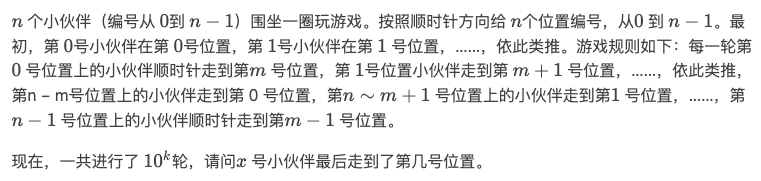 n 个小伙伴（编号从 0到 n − 1）围坐一圈玩游戏。按照顺时针方向给 n个位置编号，从0 到 n − 1。最
初，第 0号小伙伴在第 0号位置，第 1号小伙伴在第 1 号位置，……，依此类推。游戏规则如下：每一轮第
0 号位置上的小伙伴顺时针走到第m 号位置，第 1号位置小伙伴走到第 m + 1 号位置，……，依此类推，
第n − m号位置上的小伙伴走到第 0 号位置，第n ∼ m + 1 号位置上的小伙伴走到第1 号位置，……，第
n − 1 号位置上的小伙伴顺时针走到第m − 1 号位置。
现在，一共进行了 10^k轮，请问x 号小伙伴最后走到了第几号位置。